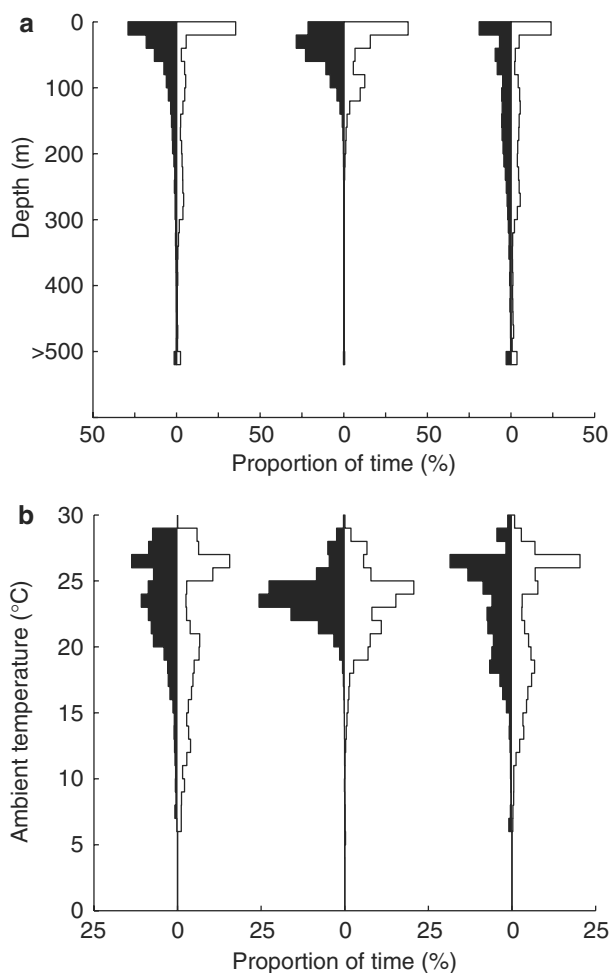 a
0
100
200
300
400
>500
Depth (m)
50 0 50 0 50 0 50
Proportion of time (%)
b
30
25
20
15
10
5
0
Ambient temperature (°C)
25 0 25 0 25 0 25
Proportion of time (%)